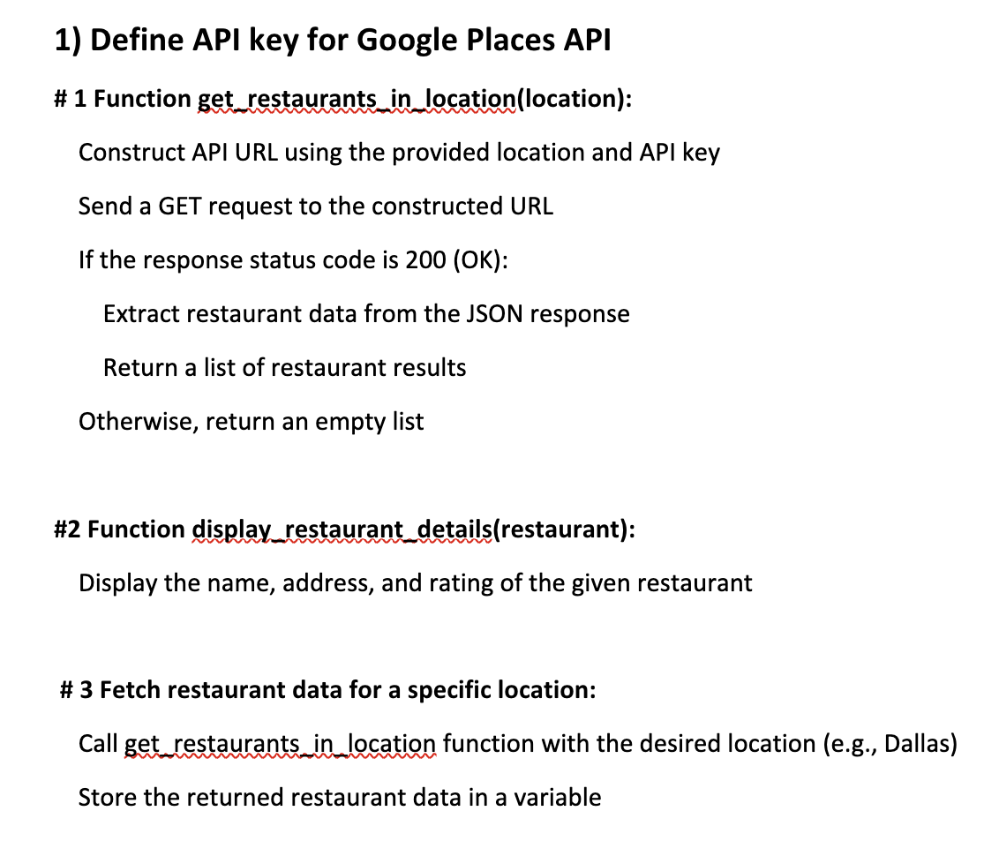 1) Define API key for Google Places API
# 1 Function get_restaurants_in_location(location):
Construct API URL using the provided location and API key
Send a GET request to the constructed URL
If the response status code is 200 (OK):
Extract restaurant data from the JSON response
Return a list of restaurant results
Otherwise, return an empty list
#2 Function display_restaurant_details(restaurant):
Display the name, address, and rating of the given restaurant
# 3 Fetch restaurant data for a specific location:
Call get_restaurants_in_location function with the desired location (e.g., Dallas)
Store the returned restaurant data in a variable